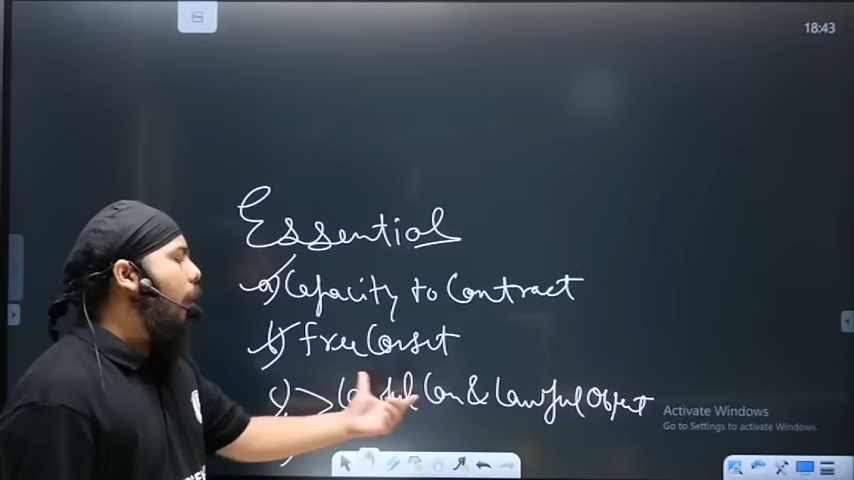 18:43
Essential
a) Capacity to Contract
b) Free Conset
c) Lawful Con & Lawful Object
Activate Windows
Go to Settings to activate Windows.